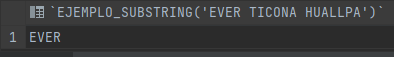 `EJEMPLO_SUBSTRING('EVER TICONA HUALLPA')`
1 EVER